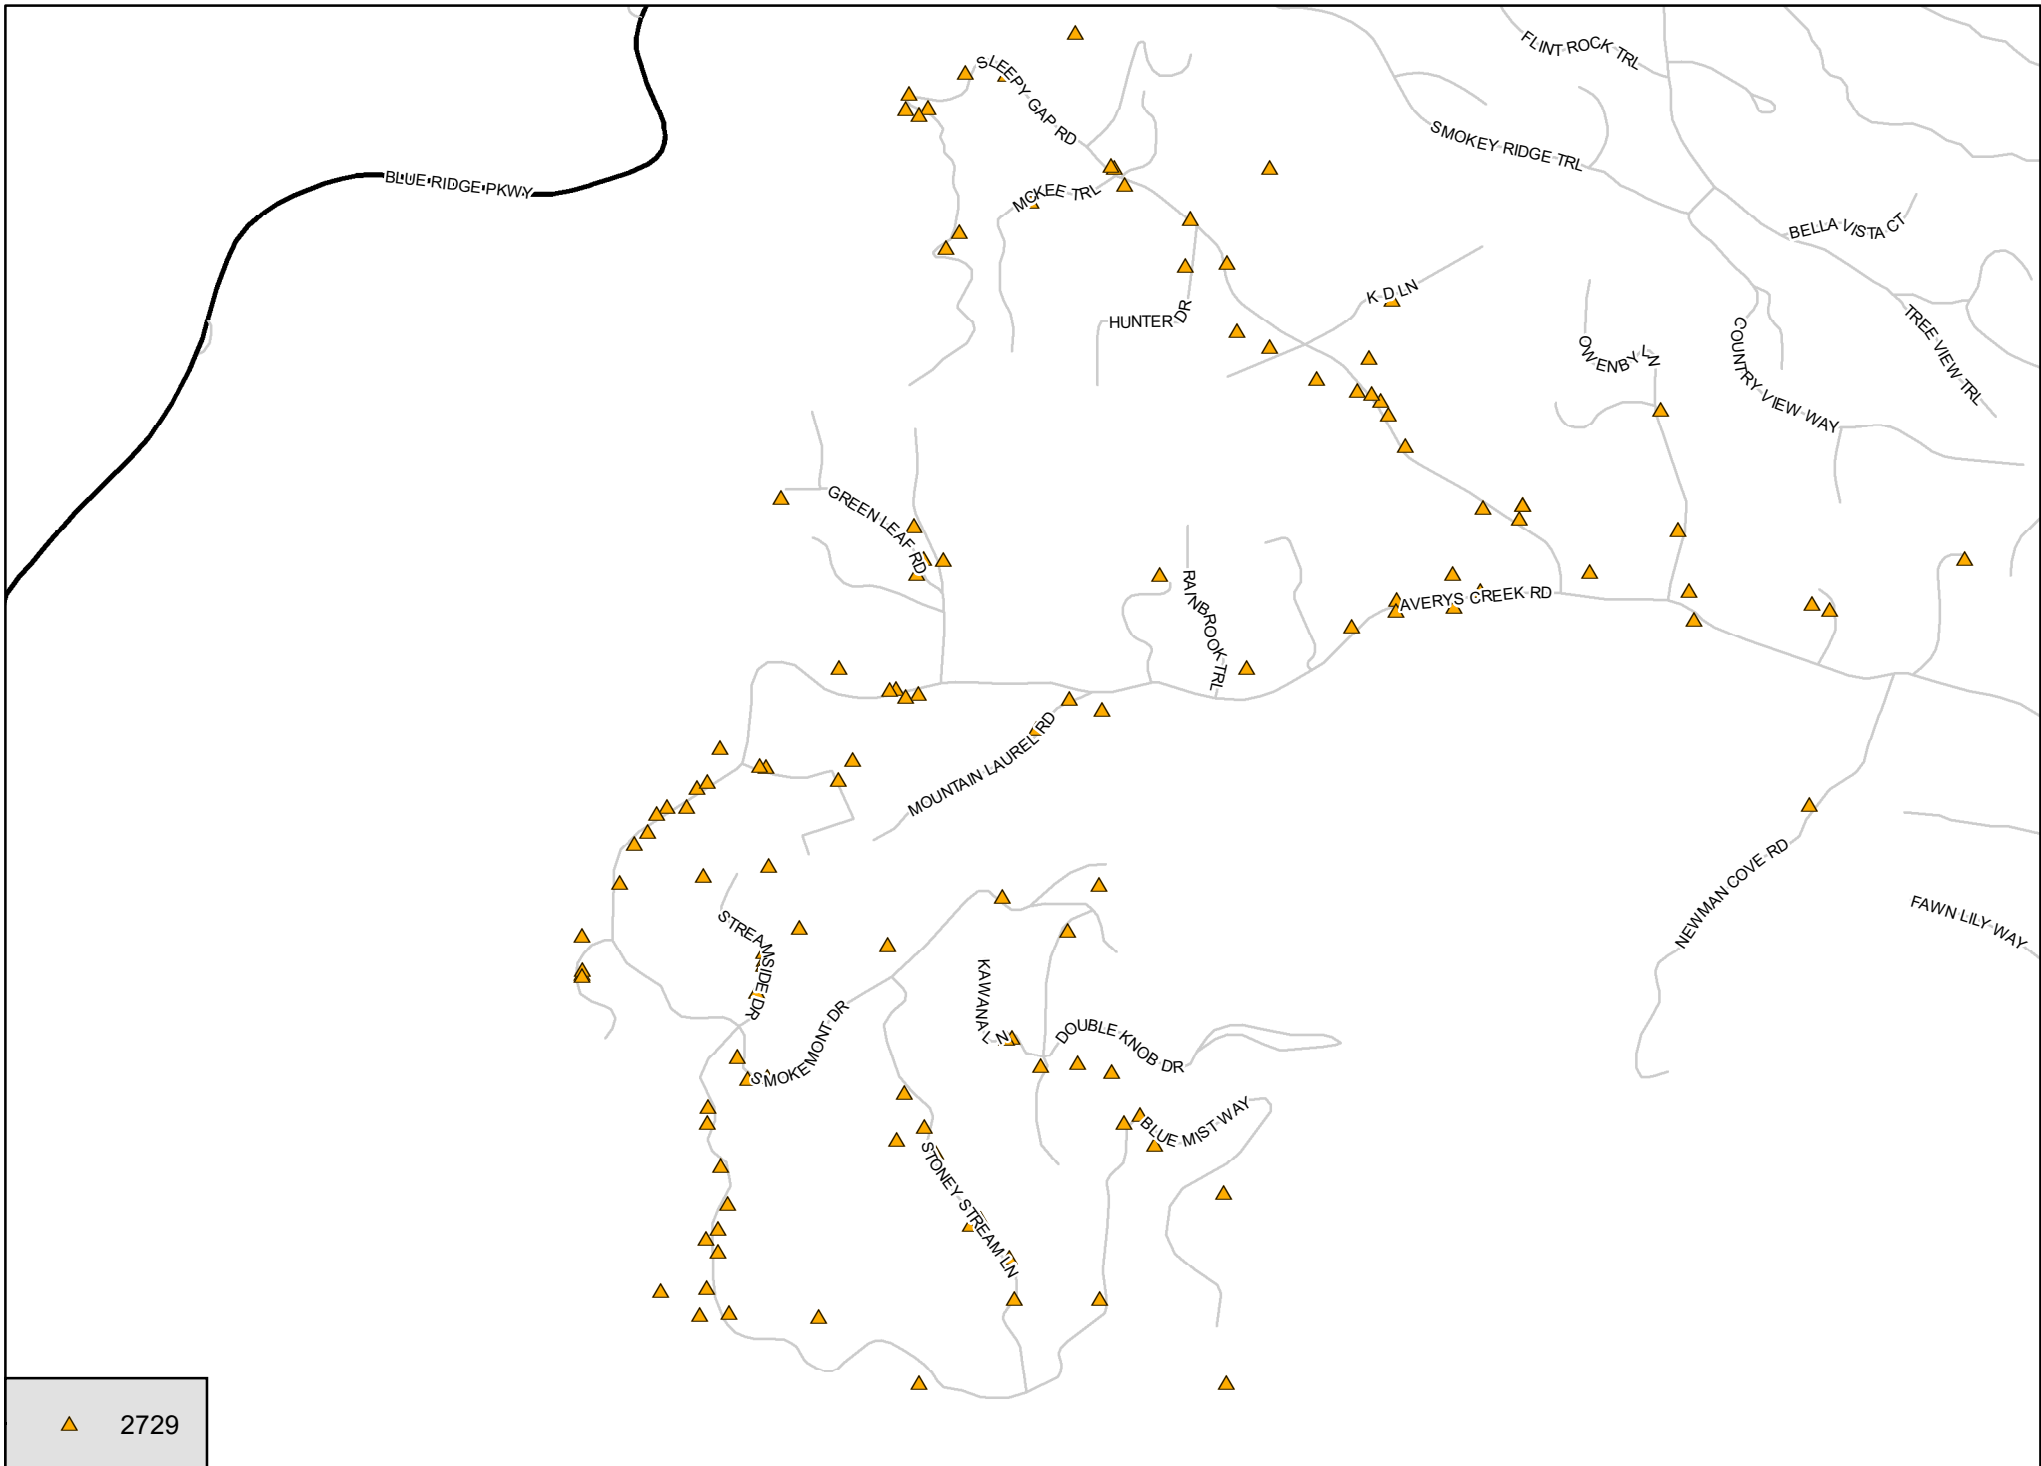 FLINT ROCK TRL
SLEEPY GAP RD
SMOKEY RIDGE TRL
BLUE RIDGE PKWY
MCKEE TRL
BELLA VISTA CT
K D LN
HUNTER DR
OWENBY LN
COUNTRY VIEW WAY
TREE VIEW TRL
GREEN LEAF RD
RAINBROOK TRL
AVERYS CREEK RD
MOUNTAIN LAUREL RD
NEWMAN COVE RD
FAWN LILY WAY
STREAMSIDE DR
KAWANA LN
SMOKEMONT DR
DOUBLE KNOB DR
BLUE MIST WAY
STONEY STREAM LN
2729